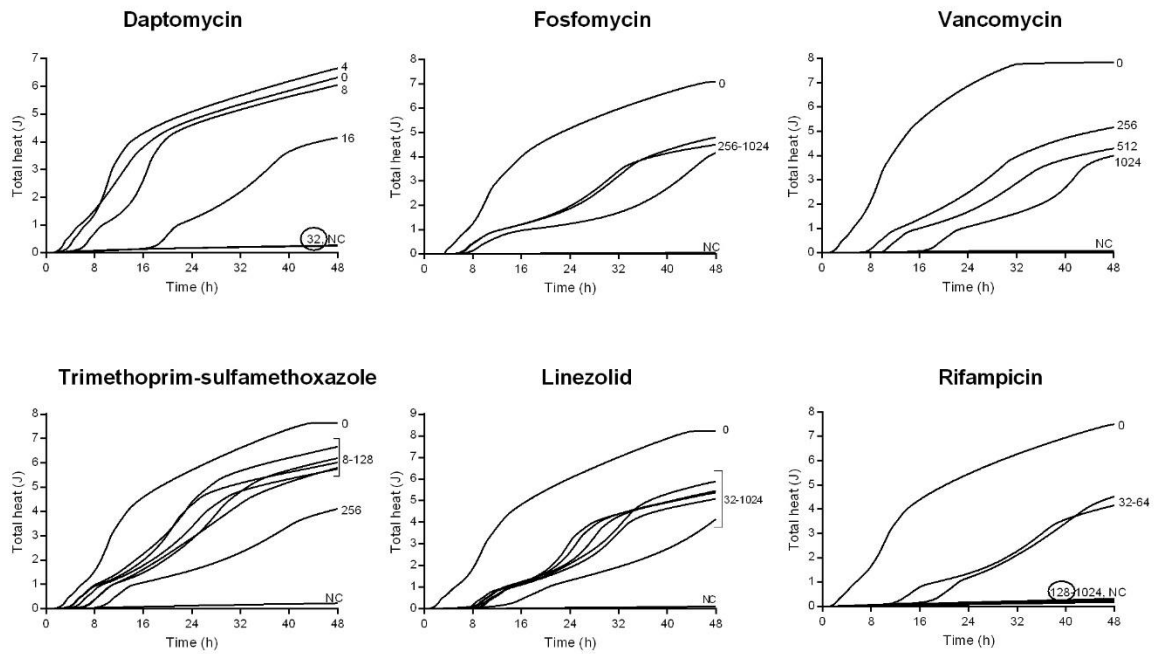 Daptomycin
Total heat (J)
7
6
5
4
3
2
1
0
4
0
8
16
32, NC
0 8 16 24 32 40 48
Time (h)
Fosfomycin
Total heat (J)
8
7
6
5
4
3
2
1
0
0
256-1024
NC
0 8 16 24 32 40 48
Time (h)
Vancomycin
Total heat (J)
8
7
6
5
4
3
2
1
0
0
256
512
1024
NC
0 8 16 24 32 40 48
Time (h)
Trimethoprim-sulfamethoxazole
Total heat (J)
8
7
6
5
4
3
2
1
0
0
8-128
256
NC
0 8 16 24 32 40 48
Time (h)
Linezolid
Total heat (J)
9
8
7
6
5
4
3
2
1
0
0
32-1024
NC
0 8 16 24 32 40 48
Time (h)
Rifampicin
Total heat (J)
8
7
6
5
4
3
2
1
0
0
32-64
128-1024, NC
0 8 16 24 32 40 48
Time (h)